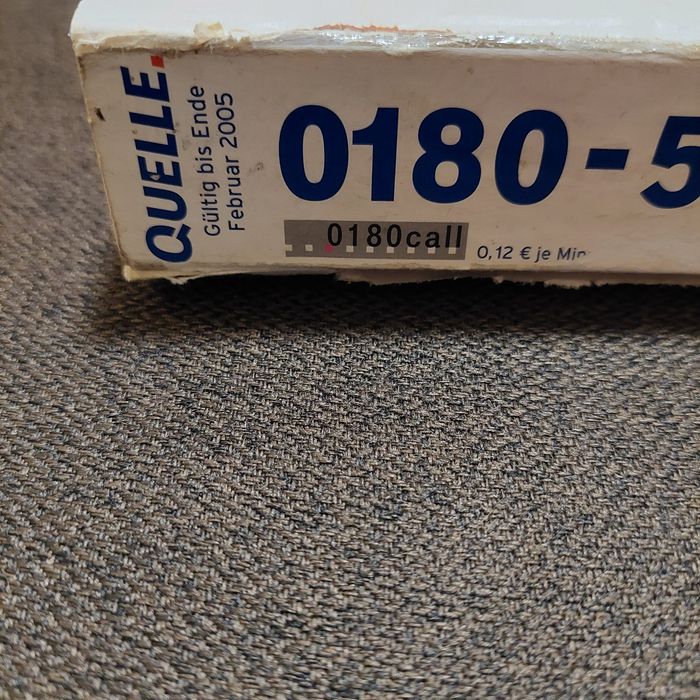 QUELLE.
Gültig bis Ende
Februar 2005
0180-5
0180call
0,12 € je Min